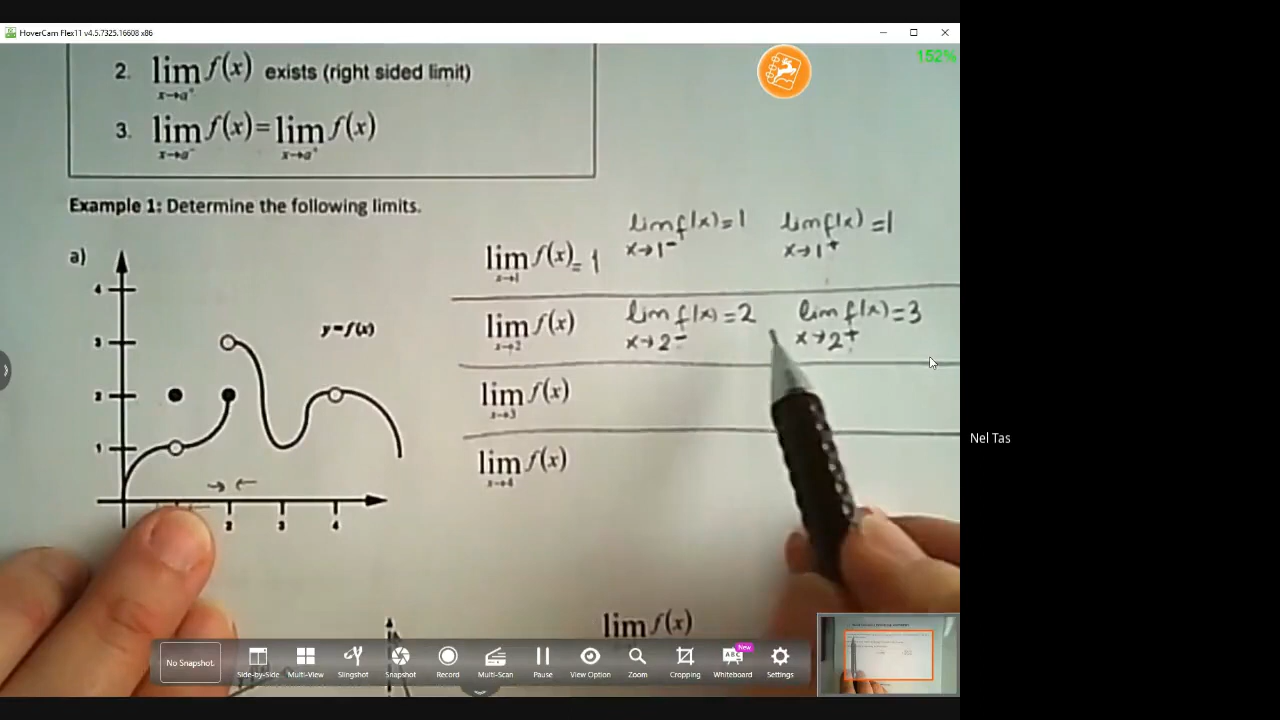 HoverCam Flex11 v4.5.7325.16608 x86
152%
2. lim f(x) exists (right sided limit)
x→a⁺
3. lim f(x) = lim f(x)
x→a⁻ x→a⁺
Example 1: Determine the following limits.
a)
4
3
2
1
2 3 4
y=f(x)
lim f(x) = 1
x→1
lim f(x) = 1
x→1⁻
lim f(x) = 1
x→1⁺
lim f(x)
x→2
lim f(x) = 2
x→2⁻
lim f(x) = 3
x→2⁺
lim f(x)
x→3
lim f(x)
x→4
lim f(x)
Nel Tas
No Snapshot.
Side-by-Side
Multi-View
Slingshot
Snapshot
Record
Multi-Scan
Pause
View Option
Zoom
Cropping
ABC
New
Whiteboard
Settings